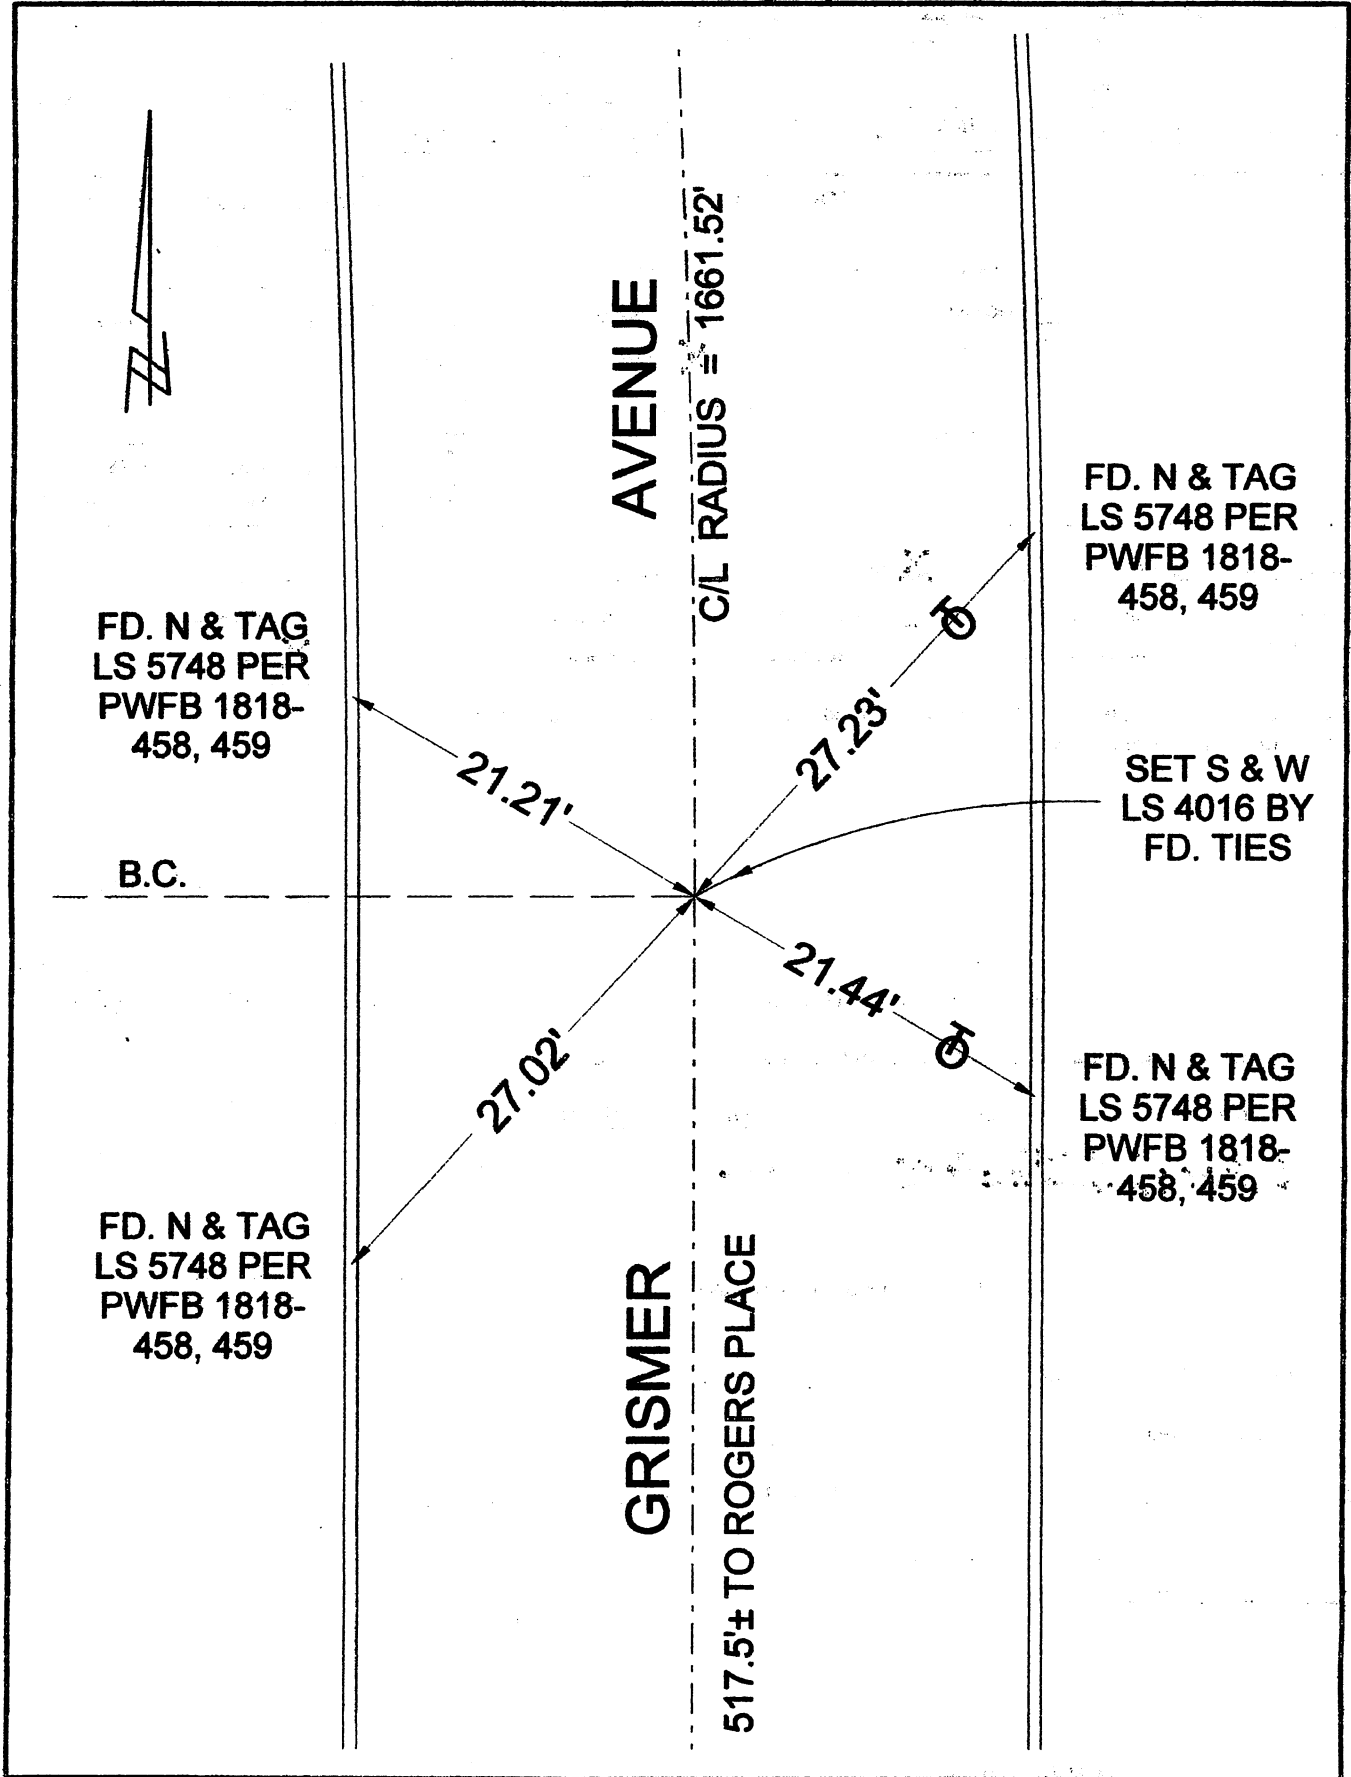 AVENUE
C/L RADIUS = 1661.52'
FD. N & TAG
LS 5748 PER
PWFB 1818-
458, 459
FD. N & TAG
LS 5748 PER
PWFB 1818-
458, 459
27.23'
21.21'
SET S & W
LS 4016 BY
FD. TIES
B.C.
21.44'
27.02'
FD. N & TAG
LS 5748 PER
PWFB 1818-
458, 459
FD. N & TAG
LS 5748 PER
PWFB 1818-
458, 459
GRISMER
517.5'± TO ROGERS PLACE
N